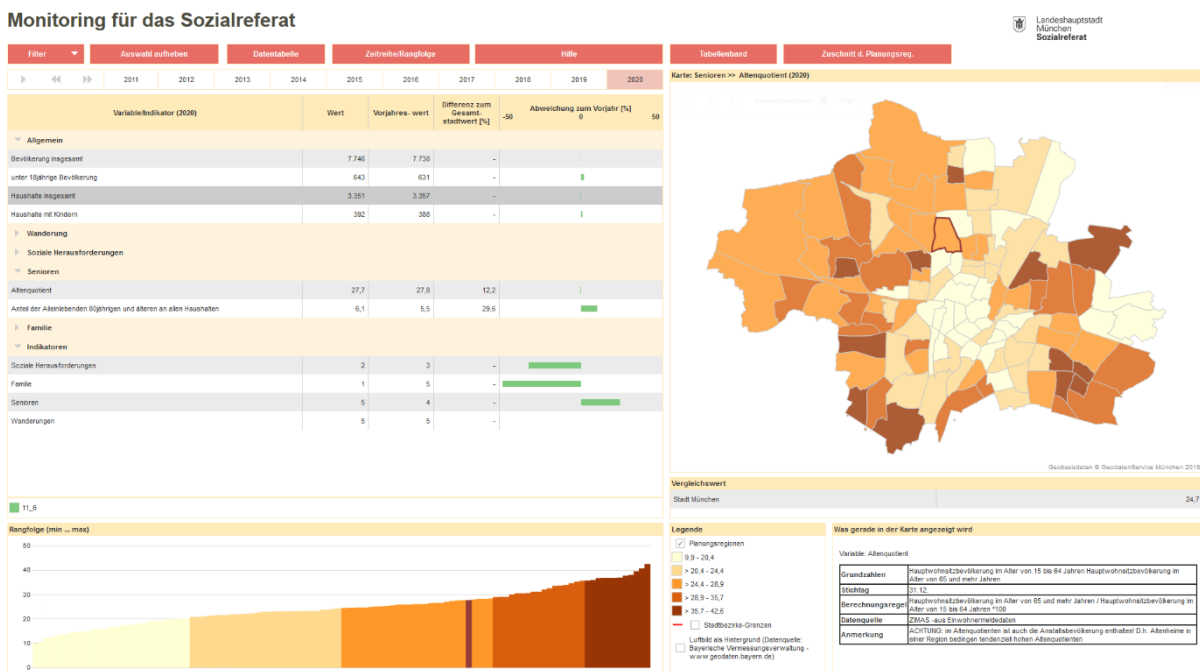 Monitoring für das Sozialreferat
Landeshauptstadt
München
Sozialreferat
Filter
Auswahl aufheben
Datentabelle
Zeitreihe/Rangfolge
Hilfe
Tabellenband
Zuschnitt d. Planungsreg.
2011 2012 2013 2014 2015 2016 2017 2018 2019 2020
Variable/Indikator (2020) Wert Vorjahres- wert Differenz zum Gesamt-stadtwert [%] Abweichung zum Vorjahr [%]
-50 0 50
Allgemein
Bevölkerung insgesamt 7.746 7.738 -
unter 18jährige Bevölkerung 643 631 -
Haushalte insgesamt 3.351 3.357 -
Haushalte mit Kindern 392 388 -
Wanderung
Soziale Herausforderungen
Senioren
Altenquotient 27,7 27,8 12,2
Anteil der Alleinlebenden 80jährigen und älteren an allen Haushalten 6,1 5,5 29,6
Familie
Indikatoren
Soziale Herausforderungen 2 3 -
Familie 1 5 -
Senioren 5 4 -
Wanderungen 5 5 -
11_6
Rangfolge (min ... max)
50
40
30
20
10
0
Karte: Senioren >> Altenquotient (2020)
Geobasisdaten © GeodatenService München 2018
Vergleichswert
Stadt München 24,7
Legende
Planungsregionen
9,9 - 20,4
> 20,4 - 24,4
> 24,4 - 28,9
> 28,9 - 35,7
> 35,7 - 42,6
Stadtbezirks-Grenzen
Luftbild als Hintergrund (Datenquelle:
Bayerische Vermessungsverwaltung -
www.geodaten.bayern.de)
Was gerade in der Karte angezeigt wird
Variable: Altenquotient
Grundzahlen Hauptwohnsitzbevölkerung im Alter von 15 bis 64 Jahren Hauptwohnsitzbevölkerung im
Alter von 65 und mehr Jahren
Stichtag 31.12.
Berechnungsregel Hauptwohnsitzbevölkerung im Alter von 65 und mehr Jahren / Hauptwohnsitzbevölkerung im
Alter von 15 bis 64 Jahren *100
Datenquelle ZIMAS -aus Einwohnermeldedaten
Anmerkung ACHTUNG: im Altenquotienten ist auch die Anstaltsbevölkerung enthalten! D.h. Altenheime in
einer Region bedingen tendenziell hohen Altenquotienten